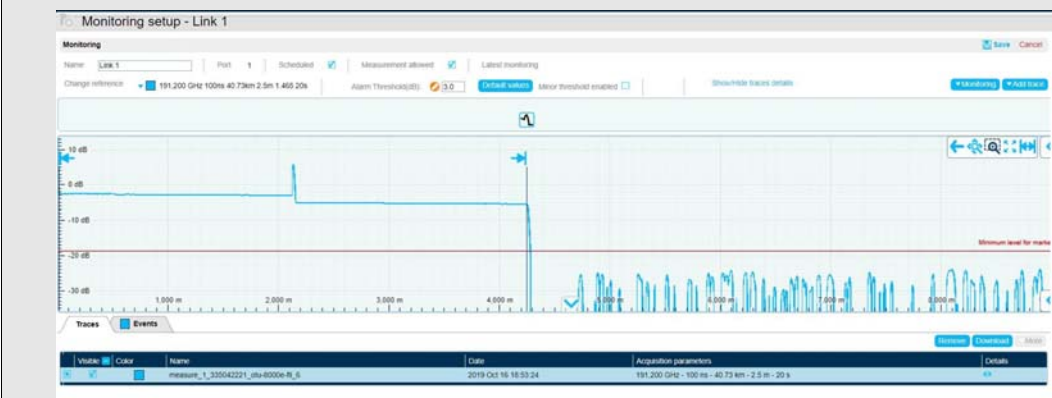 Monitoring setup - Link 1
Monitoring Save Cancel
Name Link 1 Port 1 Scheduled Measurement allowed Latest monitoring
Change reference 191,200 GHz 100ns 40.73km 2.5m 1.465 20s Alarm Threshold(dB) 3.0 Default values Minor threshold enabled Show/Hide traces details Monitoring Add trace
10 dB
0 dB
-10 dB
Minimum level for marke
-20 dB
-30 dB
1,000 m 2,000 m 3,000 m 4,000 m 5,000 m 6,000 m 7,000 m 8,000 m
Traces Events
Remove Download More
Visible Color Name Date Acquisition parameters Details
2019 Oct 16 18:53:24 191,200 GHz - 100 ns - 40.73 km - 2.5 m - 20 s